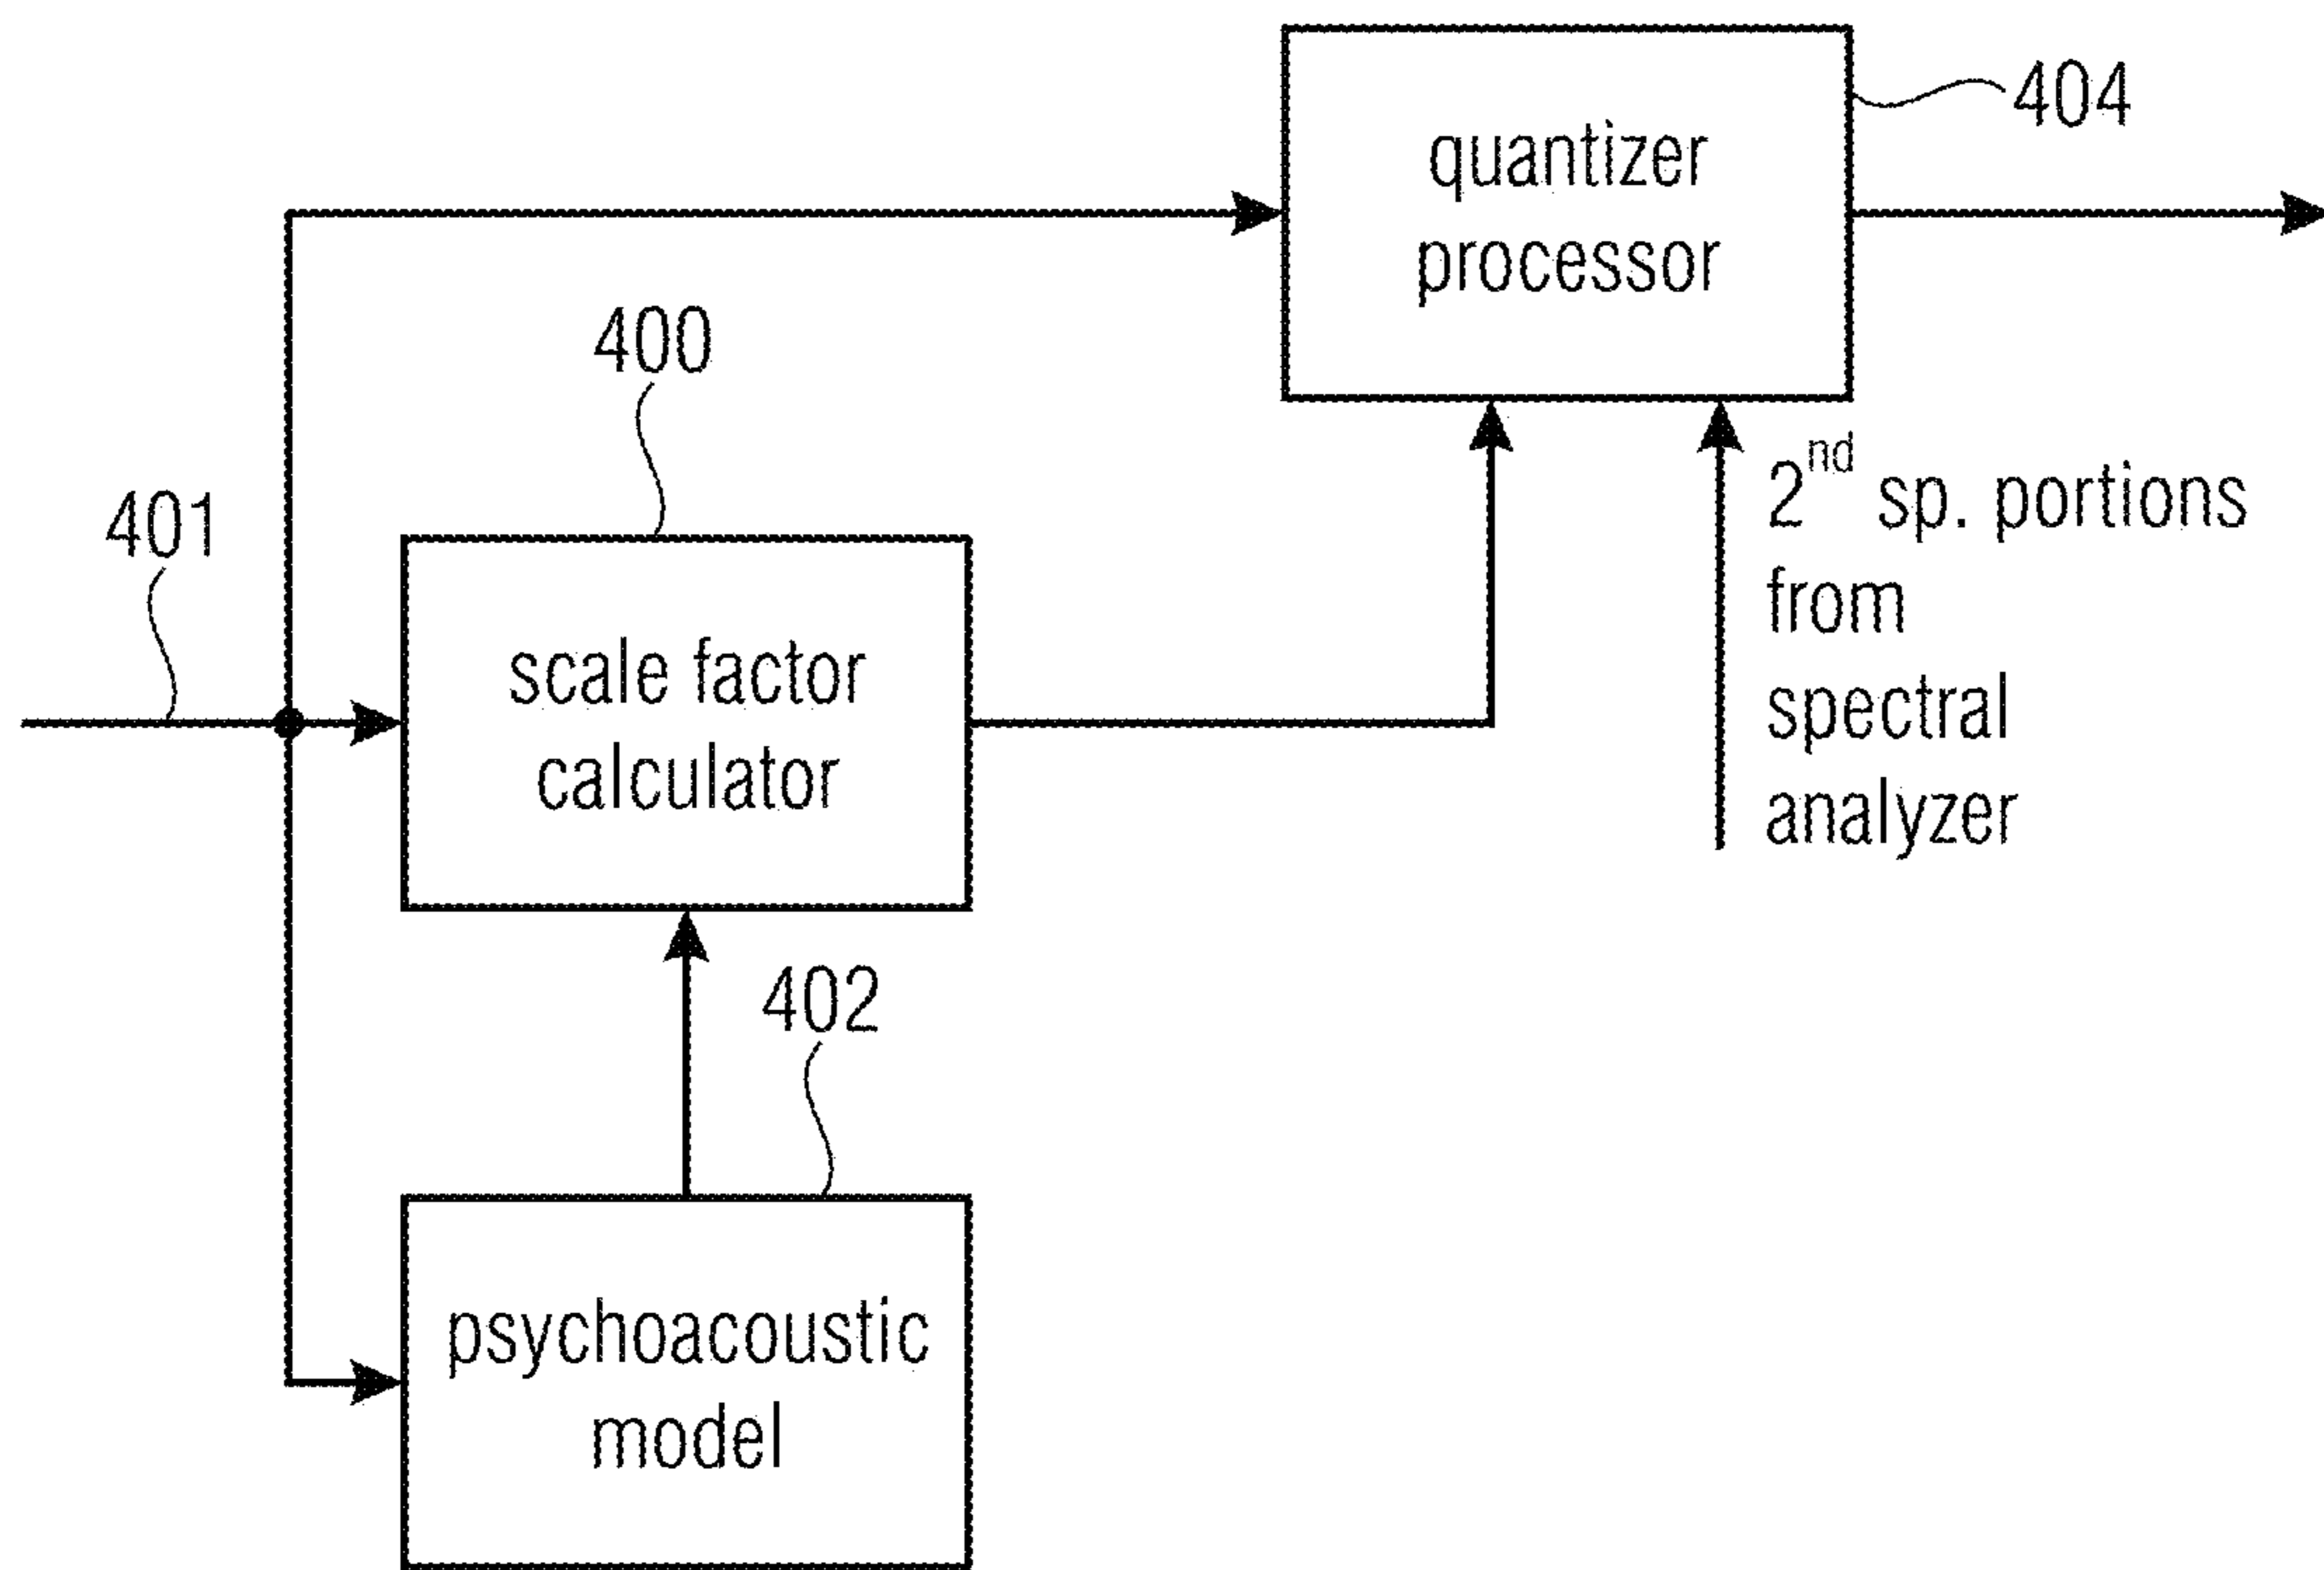 404
quantizer
processor
400
401
2nd sp. portions
from
spectral
analyzer
scale factor
calculator
402
psychoacoustic
model